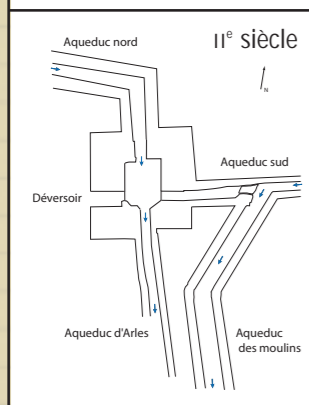 IIe siècle
Aqueduc nord
N
Aqueduc sud
Déversoir
Aqueduc d'Arles
Aqueduc
des moulins